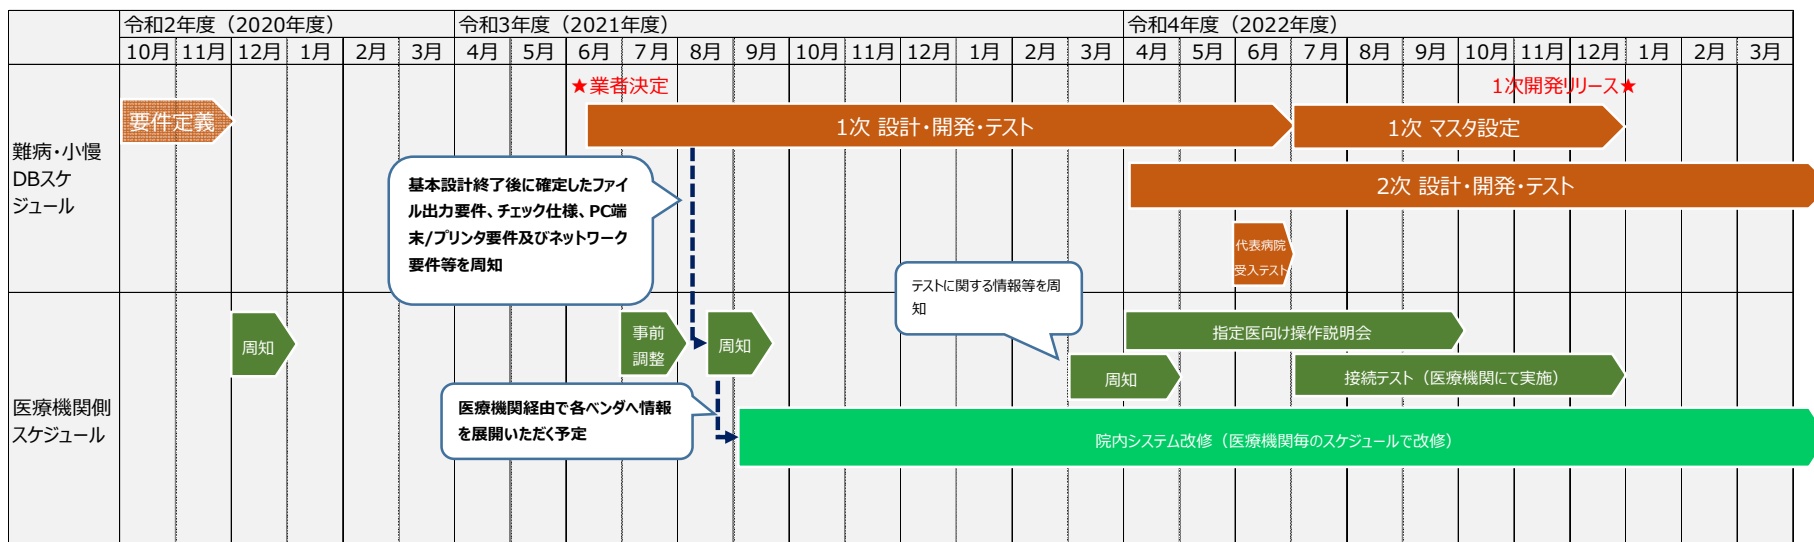 令和2年度（2020年度）
令和3年度（2021年度）
令和4年度（2022年度）
10月 11月 12月 1月 2月 3月 4月 5月 6月 7月 8月 9月 10月 11月 12月 1月 2月 3月 4月 5月 6月 7月 8月 9月 10月 11月 12月 1月 2月 3月
難病・小慢
DBスケ
ジュール
★業者決定
1次開発リリース★
要件定義
1次 設計・開発・テスト
1次 マスタ設定
2次 設計・開発・テスト
基本設計終了後に確定したファイ
ル出力要件、チェック仕様、PC端
末/プリンタ要件及びネットワーク
要件等を周知
代表病院
受入テスト
テストに関する情報等を周
知
医療機関側
スケジュール
周知
事前
調整
周知
指定医向け操作説明会
周知
接続テスト（医療機関にて実施）
医療機関経由で各ベンダへ情報
を展開いただく予定
院内システム改修（医療機関毎のスケジュールで改修）